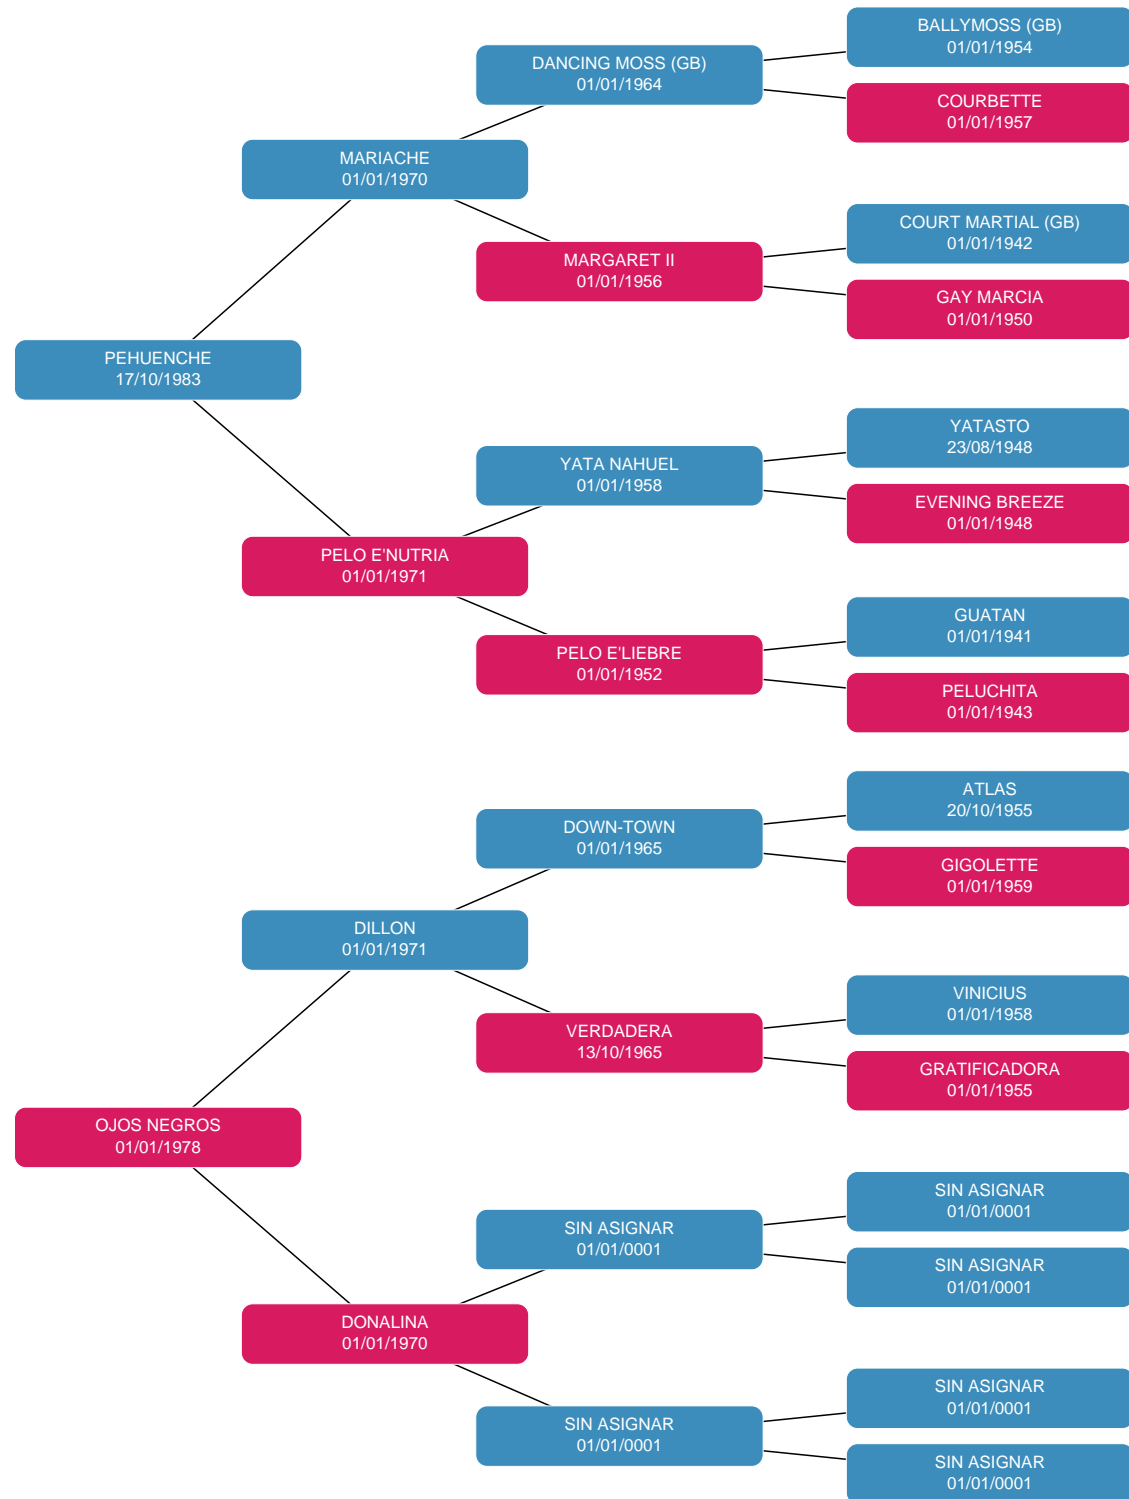 BALLYMOSS (GB)
01/01/1954
DANCING MOSS (GB)
01/01/1964
COURBETTE
01/01/1957
MARIACHE
01/01/1970
COURT MARTIAL (GB)
01/01/1942
MARGARET II
01/01/1956
GAY MARCIA
01/01/1950
PEHUENCHE
17/10/1983
YATASTO
23/08/1948
YATA NAHUEL
01/01/1958
EVENING BREEZE
01/01/1948
PELO E'NUTRIA
01/01/1971
GUATAN
01/01/1941
PELO E'LIEBRE
01/01/1952
PELUCHITA
01/01/1943
ATLAS
20/10/1955
DOWN-TOWN
01/01/1965
GIGOLETTE
01/01/1959
DILLON
01/01/1971
VINICIUS
01/01/1958
VERDADERA
13/10/1965
GRATIFICADORA
01/01/1955
OJOS NEGROS
01/01/1978
SIN ASIGNAR
01/01/0001
SIN ASIGNAR
01/01/0001
SIN ASIGNAR
01/01/0001
DONALINA
01/01/1970
SIN ASIGNAR
01/01/0001
SIN ASIGNAR
01/01/0001
SIN ASIGNAR
01/01/0001